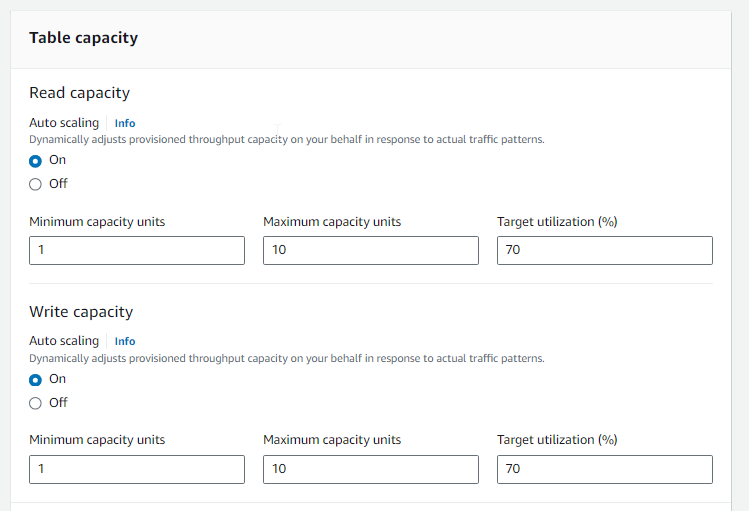 Table capacity
Read capacity
Auto scaling Info
Dynamically adjusts provisioned throughput capacity on your behalf in response to actual traffic patterns.
On
Off
Minimum capacity units Maximum capacity units Target utilization (%)
1 10 70
Write capacity
Auto scaling Info
Dynamically adjusts provisioned throughput capacity on your behalf in response to actual traffic patterns.
On
Off
Minimum capacity units Maximum capacity units Target utilization (%)
1 10 70